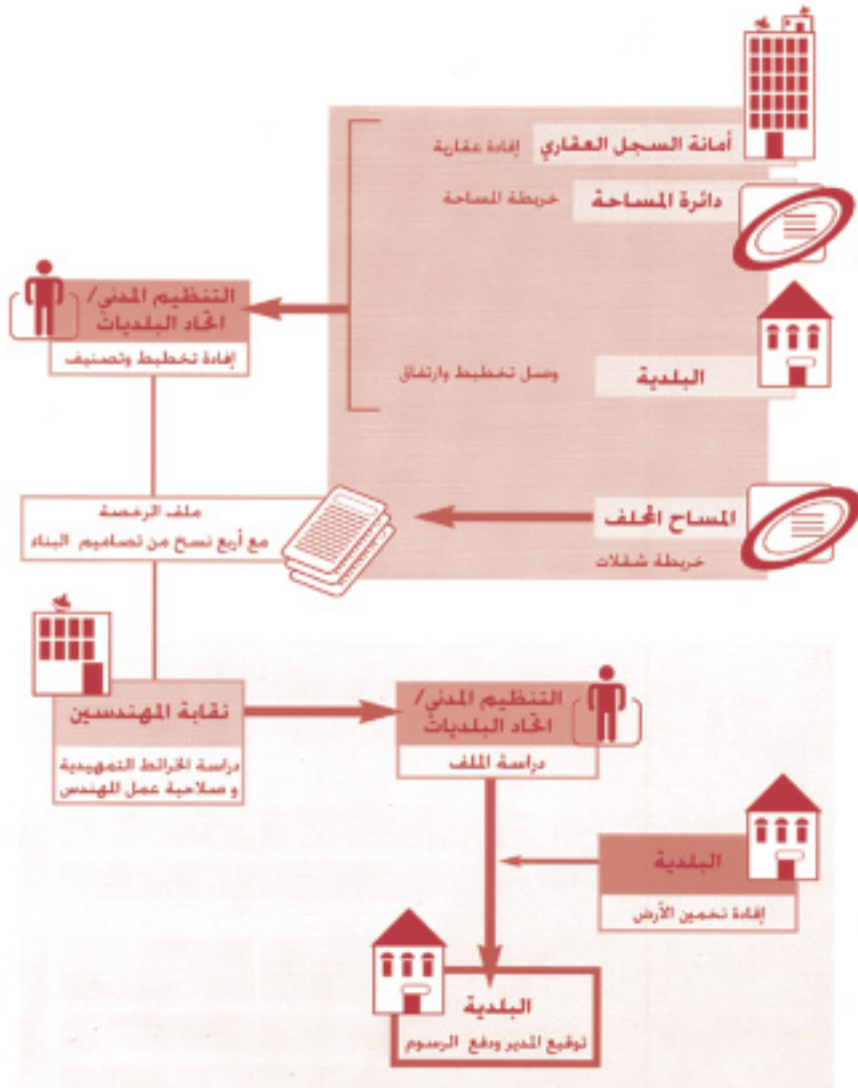 أمانة السجل العقاري
إفادة عقارية
دائرة المساحة
خريطة المساحة
التنظيم المدني/
اتحاد البلديات
إفادة تخطيط وتصنيف
البلدية
وصل تخطيط وارتفاق
المساح المحلف
خريطة شقلات
ملف الرخصة
مع أربع نسخ من تصاميم البناء
نقابة المهندسين
دراسة الخرائط التمهيدية
وصلاحية عمل المهندس
التنظيم المدني/
اتحاد البلديات
دراسة الملف
البلدية
إفادة تخمين الأرض
البلدية
توقيع المدير ودفع الرسوم